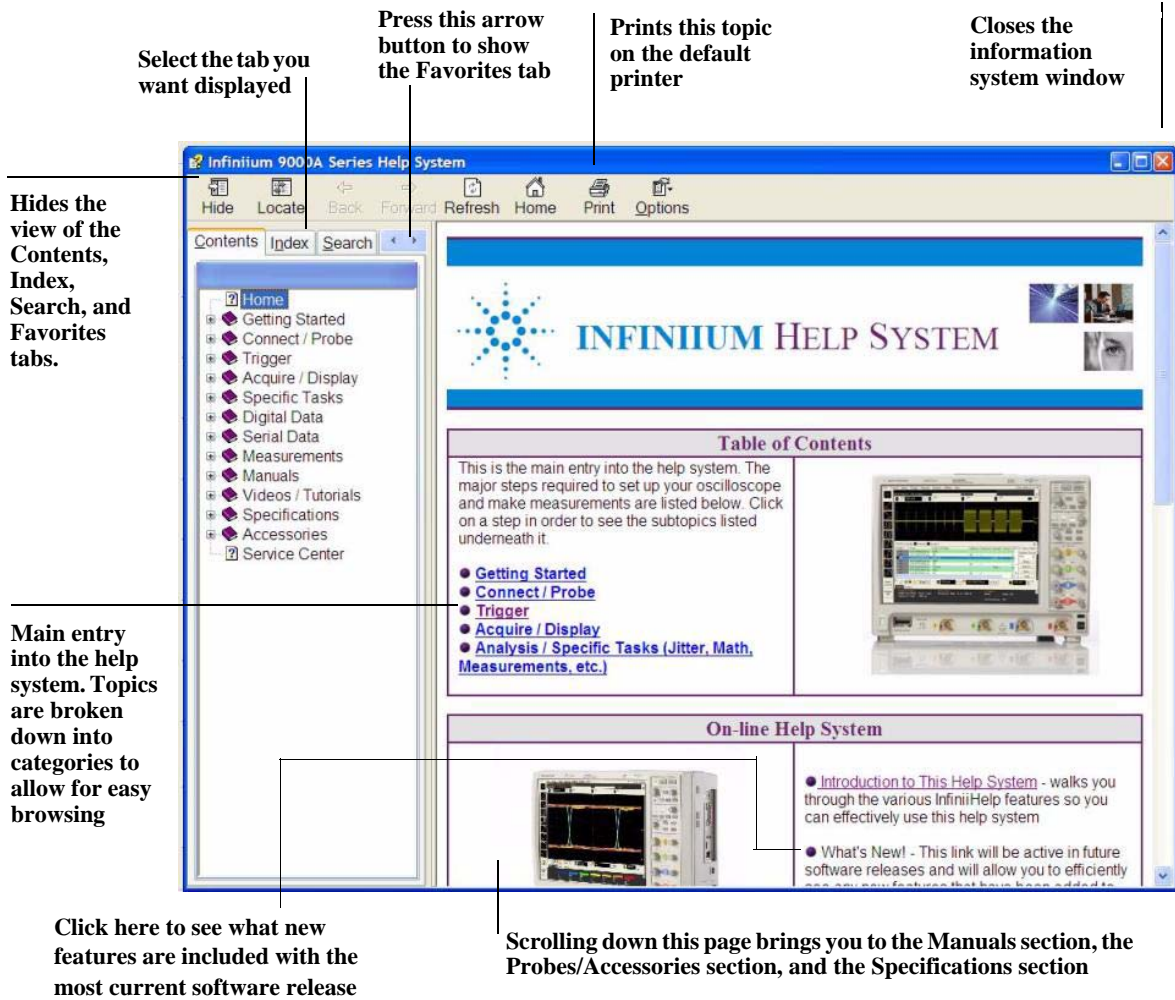 Press this arrow
button to show
the Favorites tab
Prints this topic
on the default
printer
Closes the
information
system window
Select the tab you
want displayed
Hides the
view of the
Contents,
Index,
Search, and
Favorites
tabs.
Infiniium 9000A Series Help System
Hide Locate Back Forward Refresh Home Print Options
Contents Index Search
Home
Getting Started
Connect / Probe
Trigger
Acquire / Display
Specific Tasks
Digital Data
Serial Data
Measurements
Manuals
Videos / Tutorials
Specifications
Accessories
Service Center
INFINIIUM HELP SYSTEM
Table of Contents
This is the main entry into the help system. The
major steps required to set up your oscilloscope
and make measurements are listed below. Click
on a step in order to see the subtopics listed
underneath it.
Getting Started
Connect / Probe
Trigger
Acquire / Display
Analysis / Specific Tasks (Jitter, Math,
Measurements, etc.)
On-line Help System
Introduction to This Help System - walks you
through the various InfiniiHelp features so you
can effectively use this help system
What's New! - This link will be active in future
software releases and will allow you to efficiently
see any new features that have been added to
Main entry
into the help
system. Topics
are broken
down into
categories to
allow for easy
browsing
Click here to see what new
features are included with the
most current software release
Scrolling down this page brings you to the Manuals section, the
Probes/Accessories section, and the Specifications section